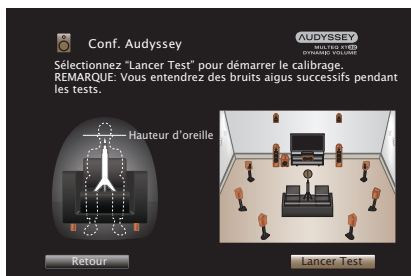 Conf. Audyssey
AUDYSSEY
MULTEQ XT32
DYNAMIC VOLUME
Sélectionnez “Lancer Test” pour démarrer le calibrage.
REMARQUE: Vous entendrez des bruits aigus successifs pendant
les tests.
Hauteur d’oreille
Retour
Lancer Test